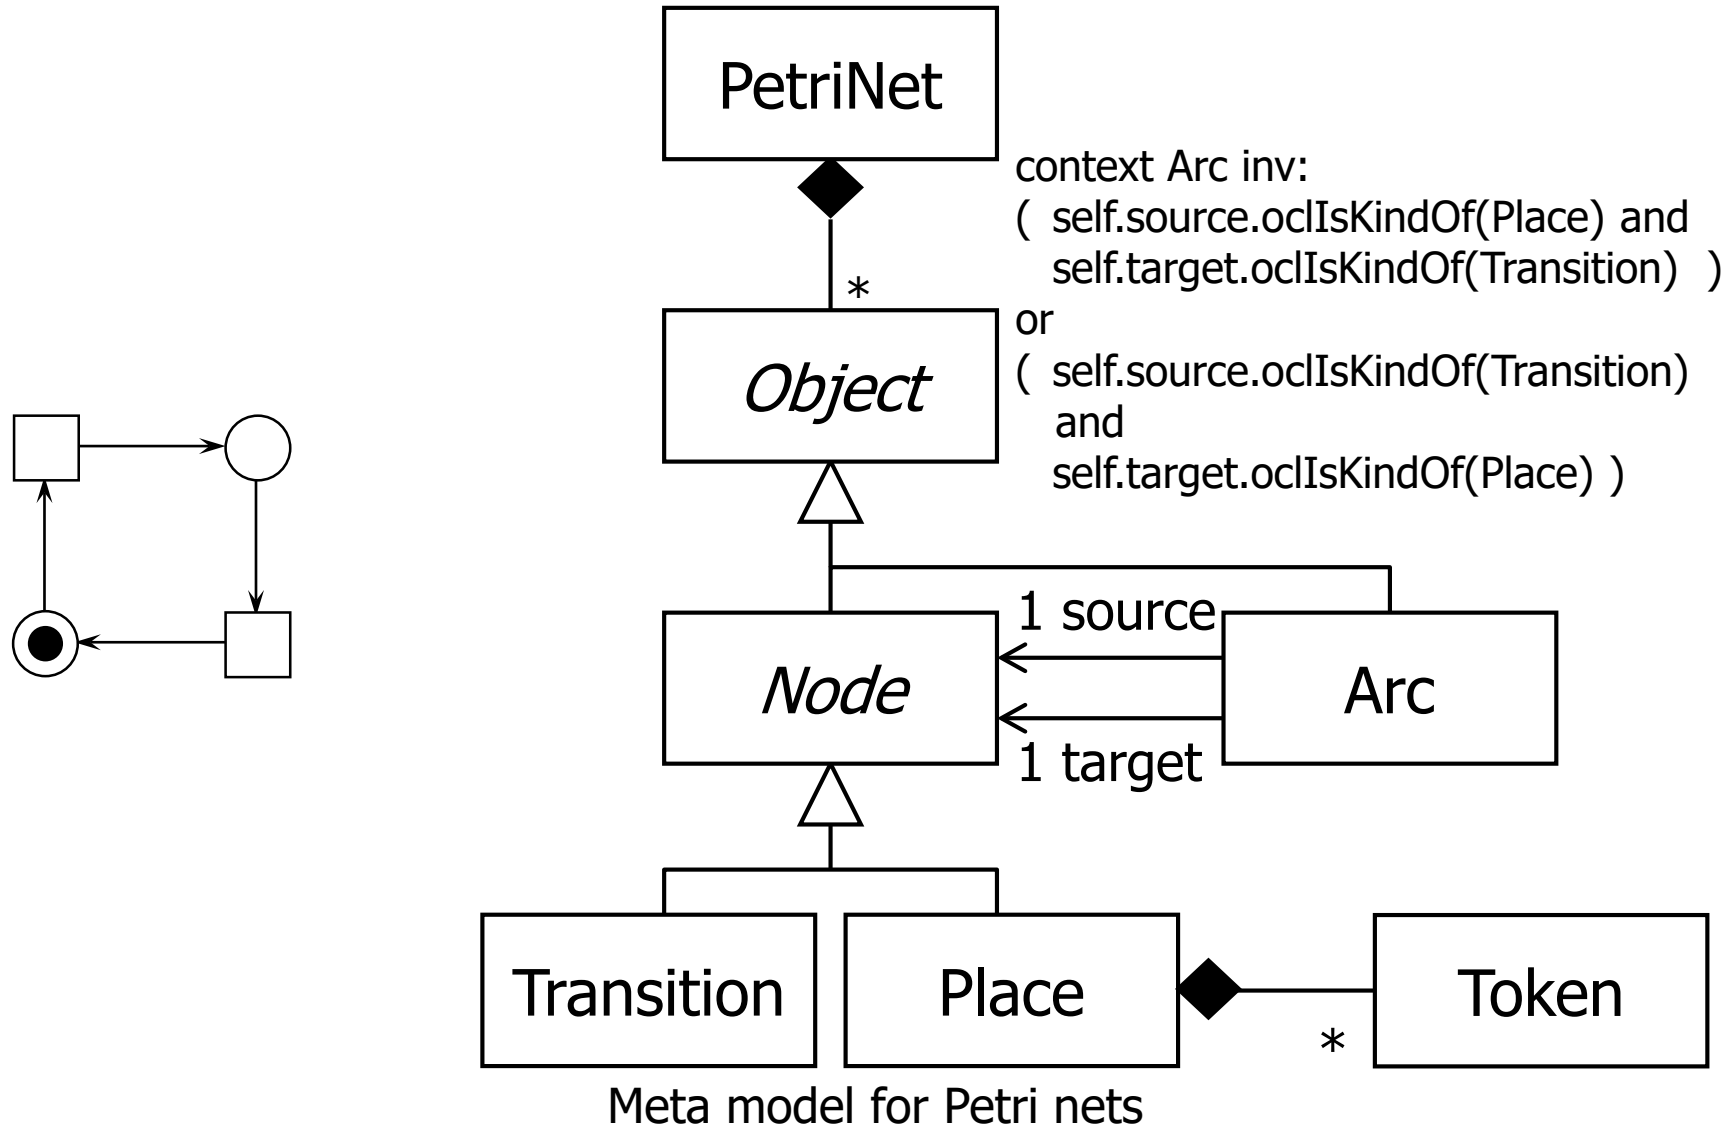 PetriNet
context Arc inv:
( self.source.oclIsKindOf(Place) and
self.target.oclIsKindOf(Transition) )
or
( self.source.oclIsKindOf(Transition)
and
self.target.oclIsKindOf(Place) )
*
Object
1 source
Node
Arc
1 target
Transition
Place
Token
*
Meta model for Petri nets